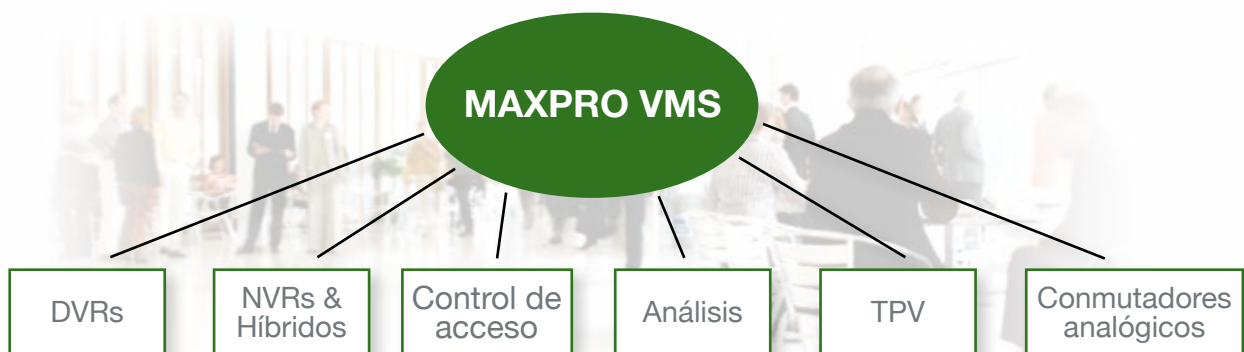 MAXPRO VMS
DVRs
NVRs &
Híbridos
Control de
acceso
Análisis
TPV
Conmutadores
analógicos